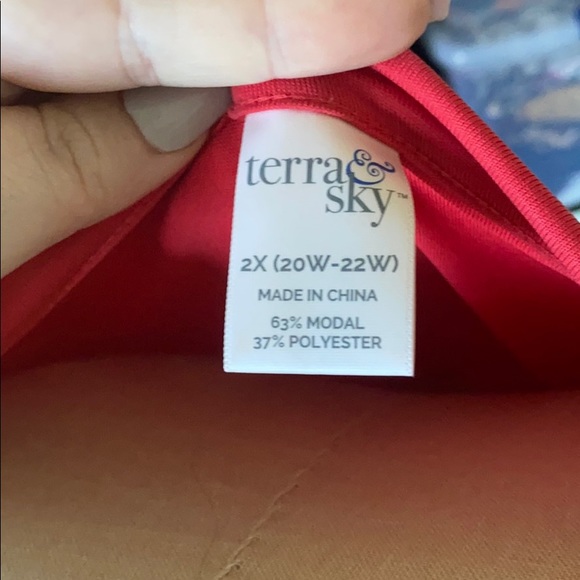 terra&
sky™
2X (20W-22W)
MADE IN CHINA
63% MODAL
37% POLYESTER